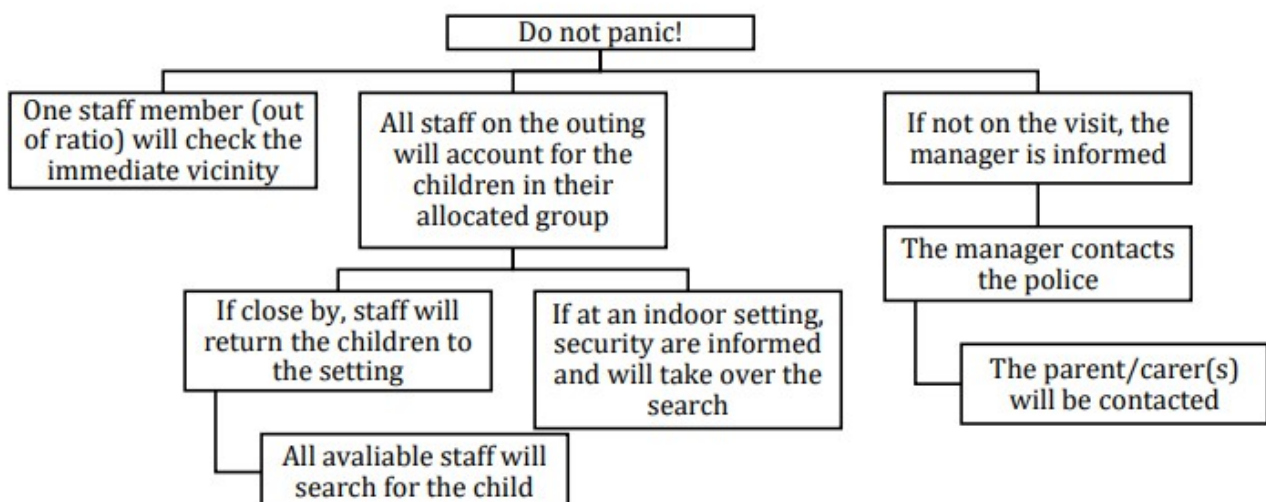 Do not panic!
One staff member (out
of ratio) will check the
immediate vicinity
All staff on the outing
will account for the
children in their
allocated group
If close by, staff will
return the children to
the setting
All avaliable staff will
search for the child
If at an indoor setting,
security are informed
and will take over the
search
If not on the visit, the
manager is informed
The manager contacts
the police
The parent/carer(s)
will be contacted